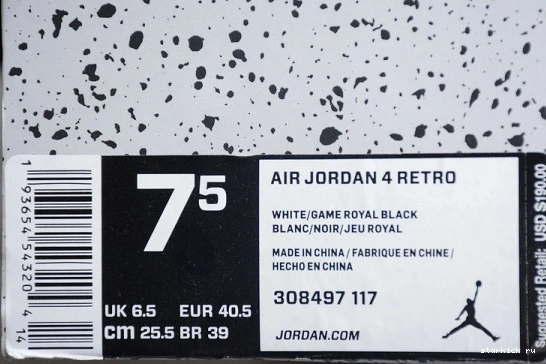 1 93654 54320 4 14
7 5
UK 6.5 EUR 40.5
cm 25.5 BR 39
AIR JORDAN 4 RETRO
WHITE/GAME ROYAL BLACK
BLANC/NOIR/JEU ROYAL
MADE IN CHINA / FABRIQUE EN CHINE /
HECHO EN CHINA
308497 117
JORDAN.COM
Suggested Retail: USD $190.00
starkick.ru